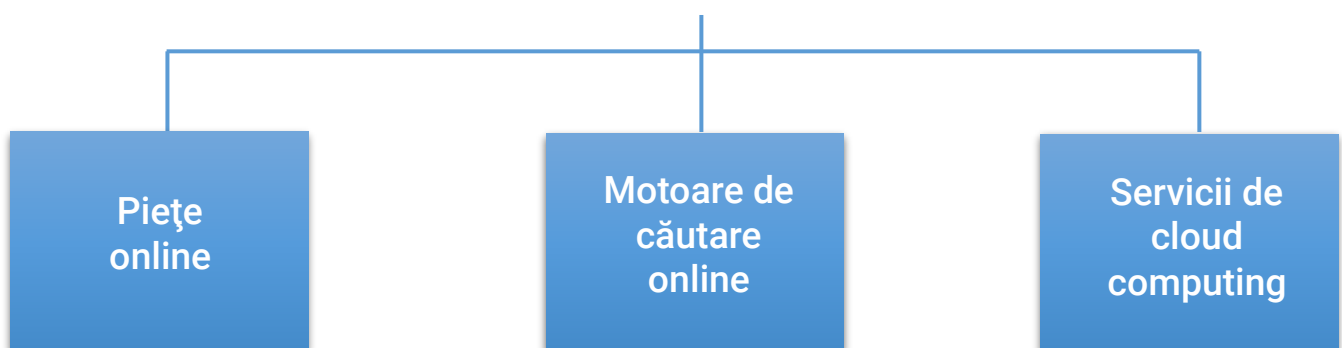 Pieţe
online
Motoare de
căutare
online
Servicii de
cloud
computing